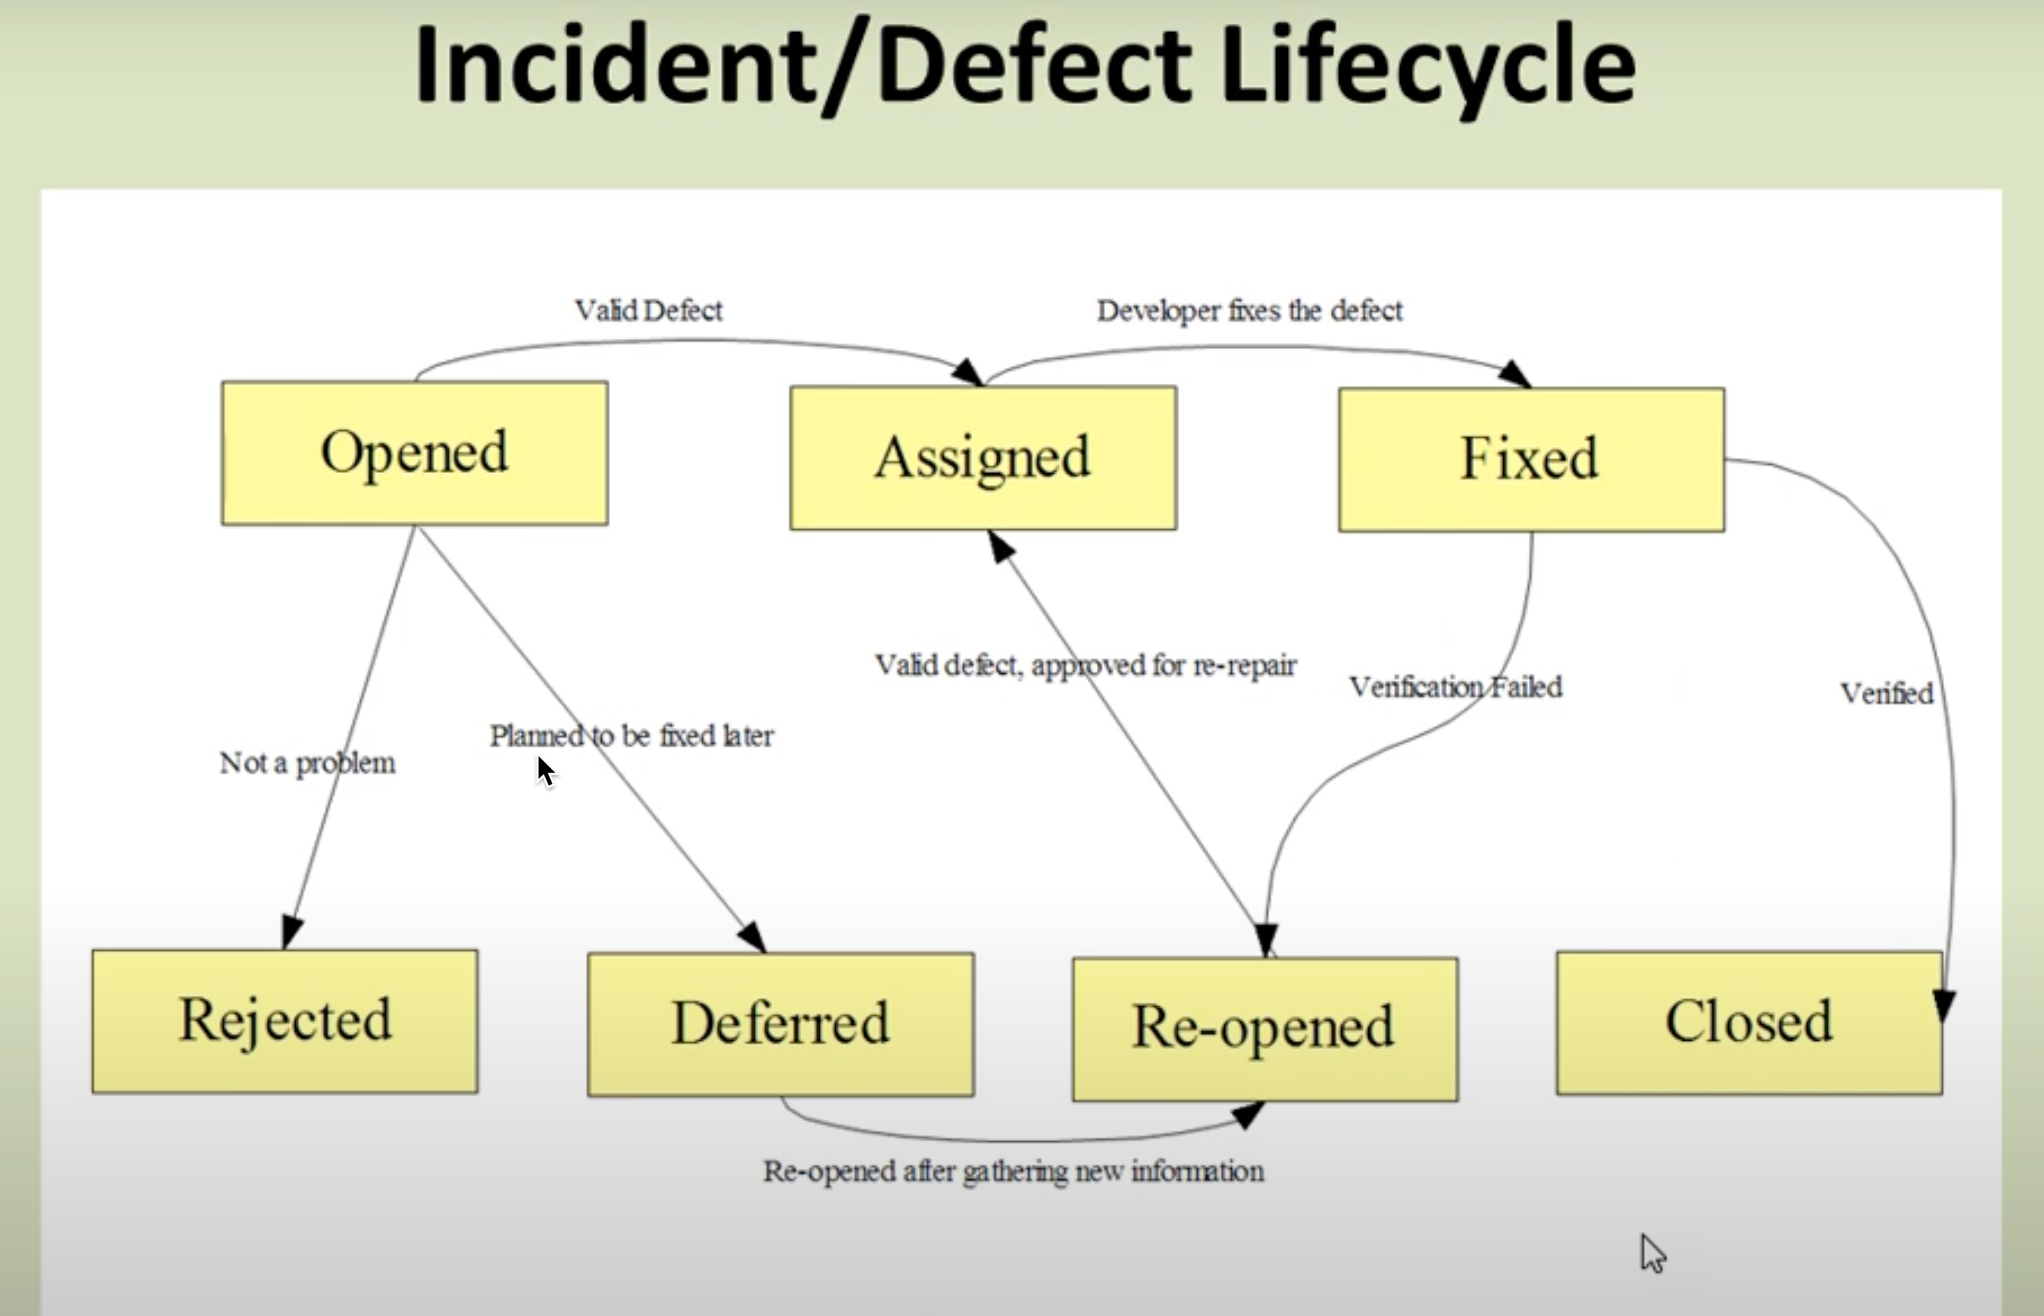 Incident/Defect Lifecycle
Valid Defect
Developer fixes the defect
Opened
Assigned
Fixed
Valid defect, approved for re-repair
Verification Failed
Verified
Planned to be fixed later
Not a problem
Rejected
Deferred
Re-opened
Closed
Re-opened after gathering new information